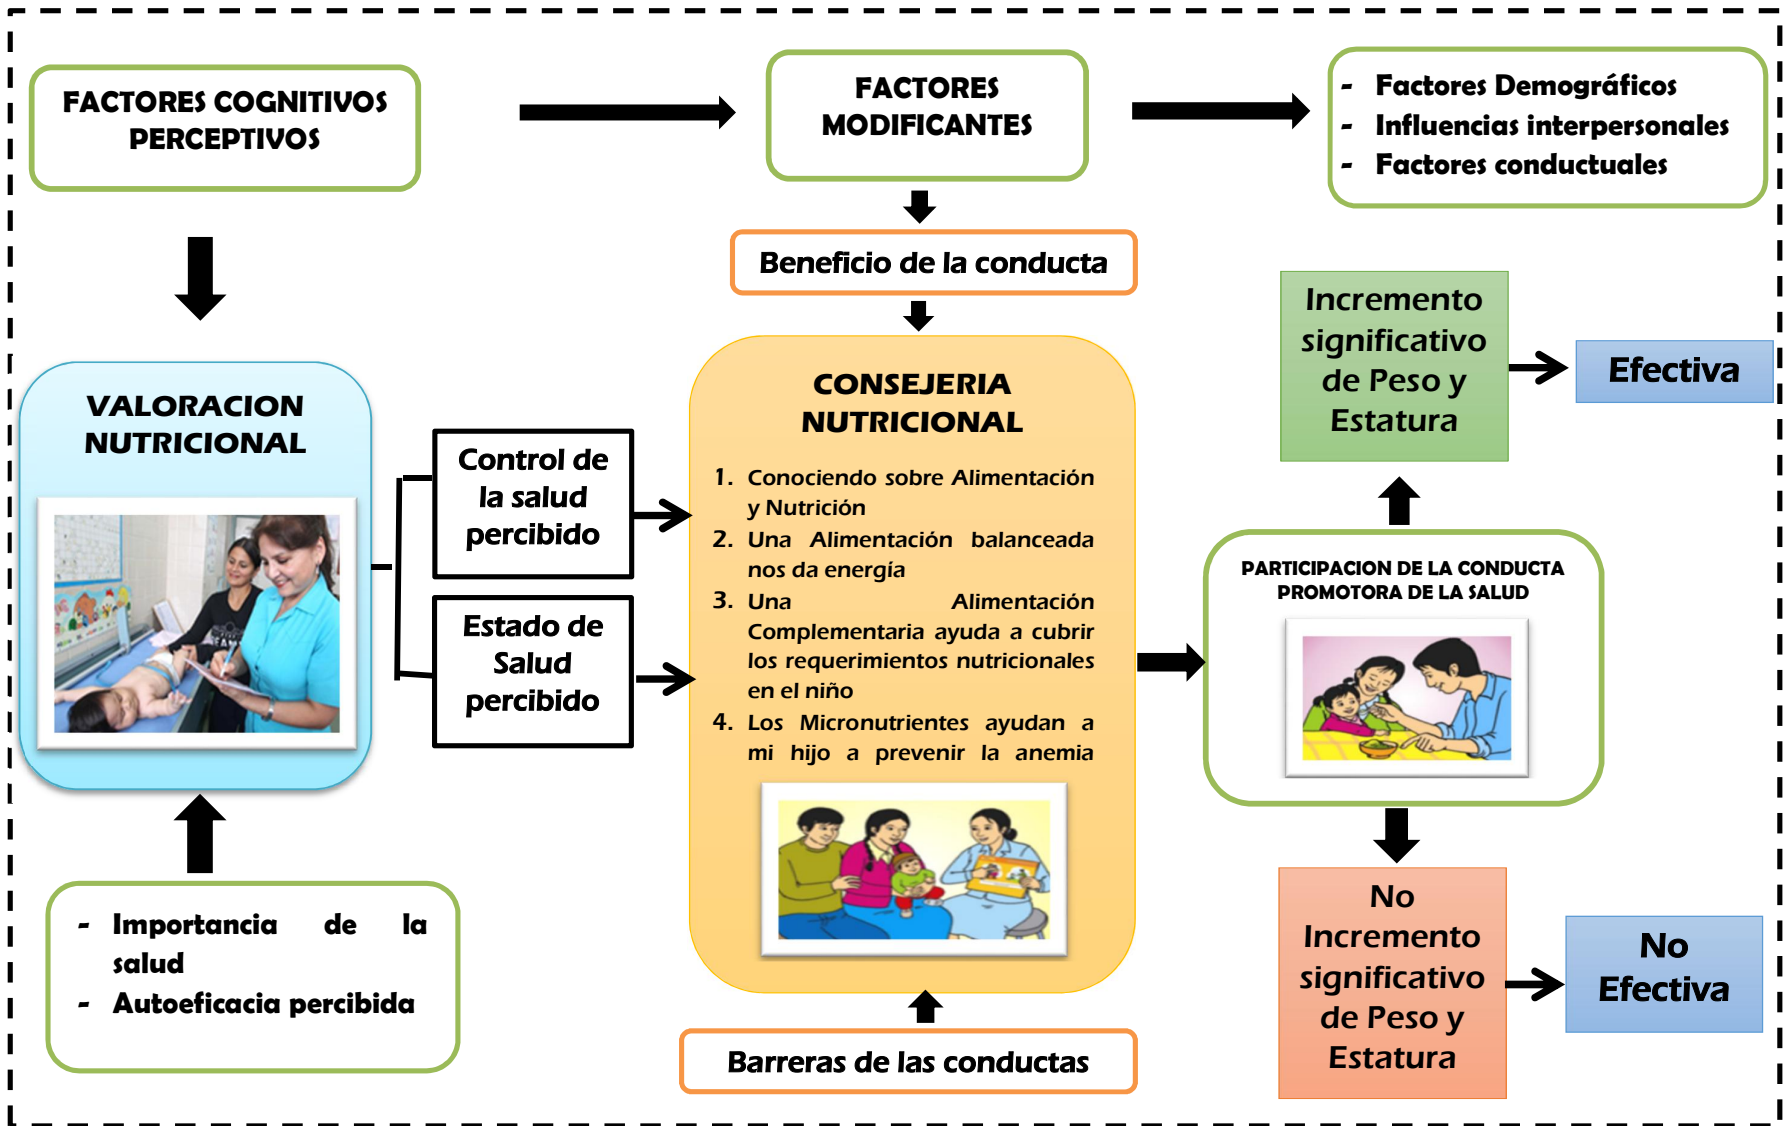 FACTORES COGNITIVOS
PERCEPTIVOS
FACTORES
MODIFICANTES
- Factores Demográficos
- Influencias interpersonales
- Factores conductuales
Beneficio de la conducta
VALORACION
NUTRICIONAL
Control de
la salud
percibido
Estado de
Salud
percibido
- Importancia de la
salud
- Autoeficacia percibida
CONSEJERIA
NUTRICIONAL
1. Conociendo sobre Alimentación
y Nutrición
2. Una Alimentación balanceada
nos da energía
3. Una Alimentación
Complementaria ayuda a cubrir
los requerimientos nutricionales
en el niño
4. Los Micronutrientes ayudan a
mi hijo a prevenir la anemia
Barreras de las conductas
Incremento
significativo
de Peso y
Estatura
Efectiva
PARTICIPACION DE LA CONDUCTA
PROMOTORA DE LA SALUD
No
Incremento
significativo
de Peso y
Estatura
No
Efectiva